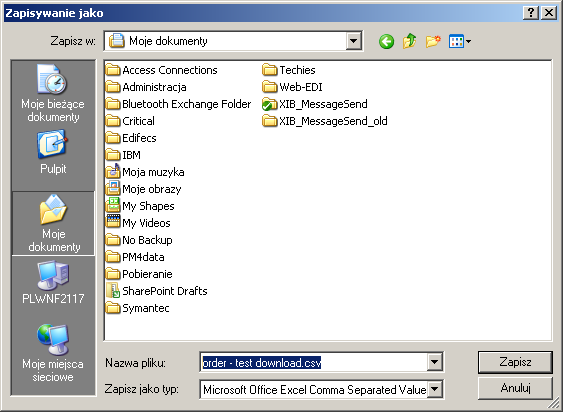 Zapisywanie jako
Zapisz w:
Moje dokumenty
Moje bieżące
dokumenty
Pulpit
Moje
dokumenty
PLWNF2117
Moje miejsca
sieciowe
Access Connections
Administracja
Bluetooth Exchange Folder
Critical
Edifecs
IBM
Moja muzyka
Moje obrazy
My Shapes
My Videos
No Backup
PM4data
Pobieranie
SharePoint Drafts
Symantec
Techies
Web-EDI
XIB_MessageSend
XIB_MessageSend_old
Nazwa pliku:
order - test download.csv
Zapisz
Zapisz jako typ:
Microsoft Office Excel Comma Separated Value
Anuluj